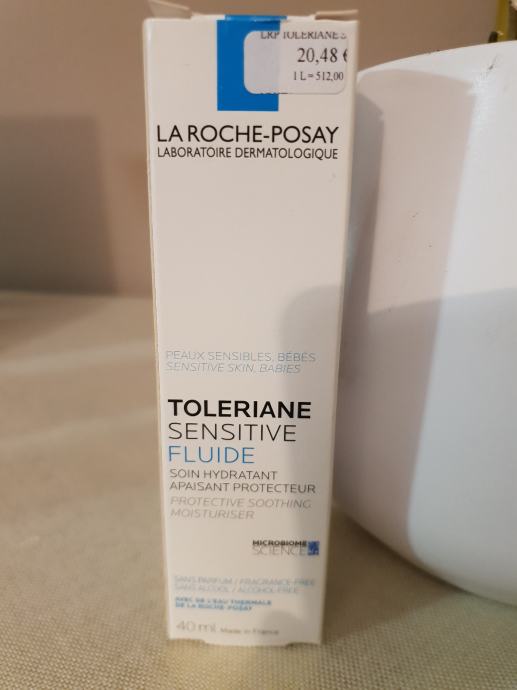 LRP TOLERIANE S
20,48 €
1 L = 512,00
LA ROCHE-POSAY
LABORATOIRE DERMATOLOGIQUE
PEAUX SENSIBLES, BÉBÉS
SENSITIVE SKIN, BABIES
TOLERIANE
SENSITIVE
FLUIDE
SOIN HYDRATANT
APAISANT PROTECTEUR
PROTECTIVE SOOTHING
MOISTURISER
MICROBIOME
SCIENCE
SANS PARFUM / FRAGRANCE-FREE
SANS ALCOOL / ALCOHOL-FREE
AVEC DE L'EAU THERMALE
DE LA ROCHE-POSAY
40 ml Made in France